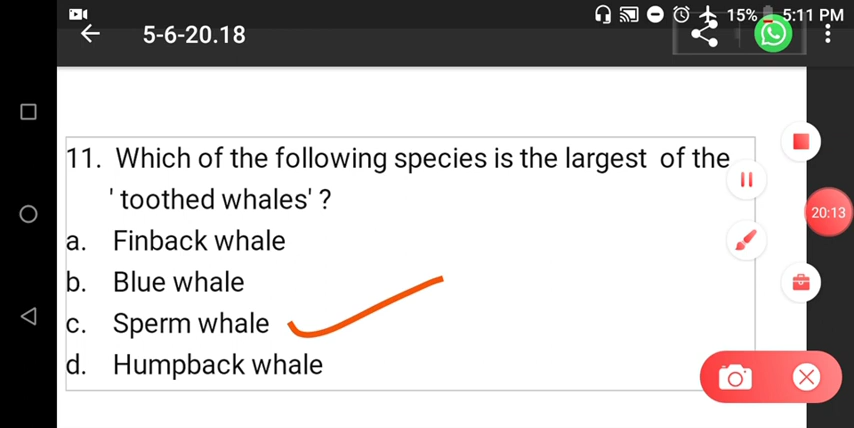 15% 5:11 PM
5-6-20.18
11. Which of the following species is the largest of the
' toothed whales' ?
a. Finback whale
b. Blue whale
c. Sperm whale
d. Humpback whale
20:13